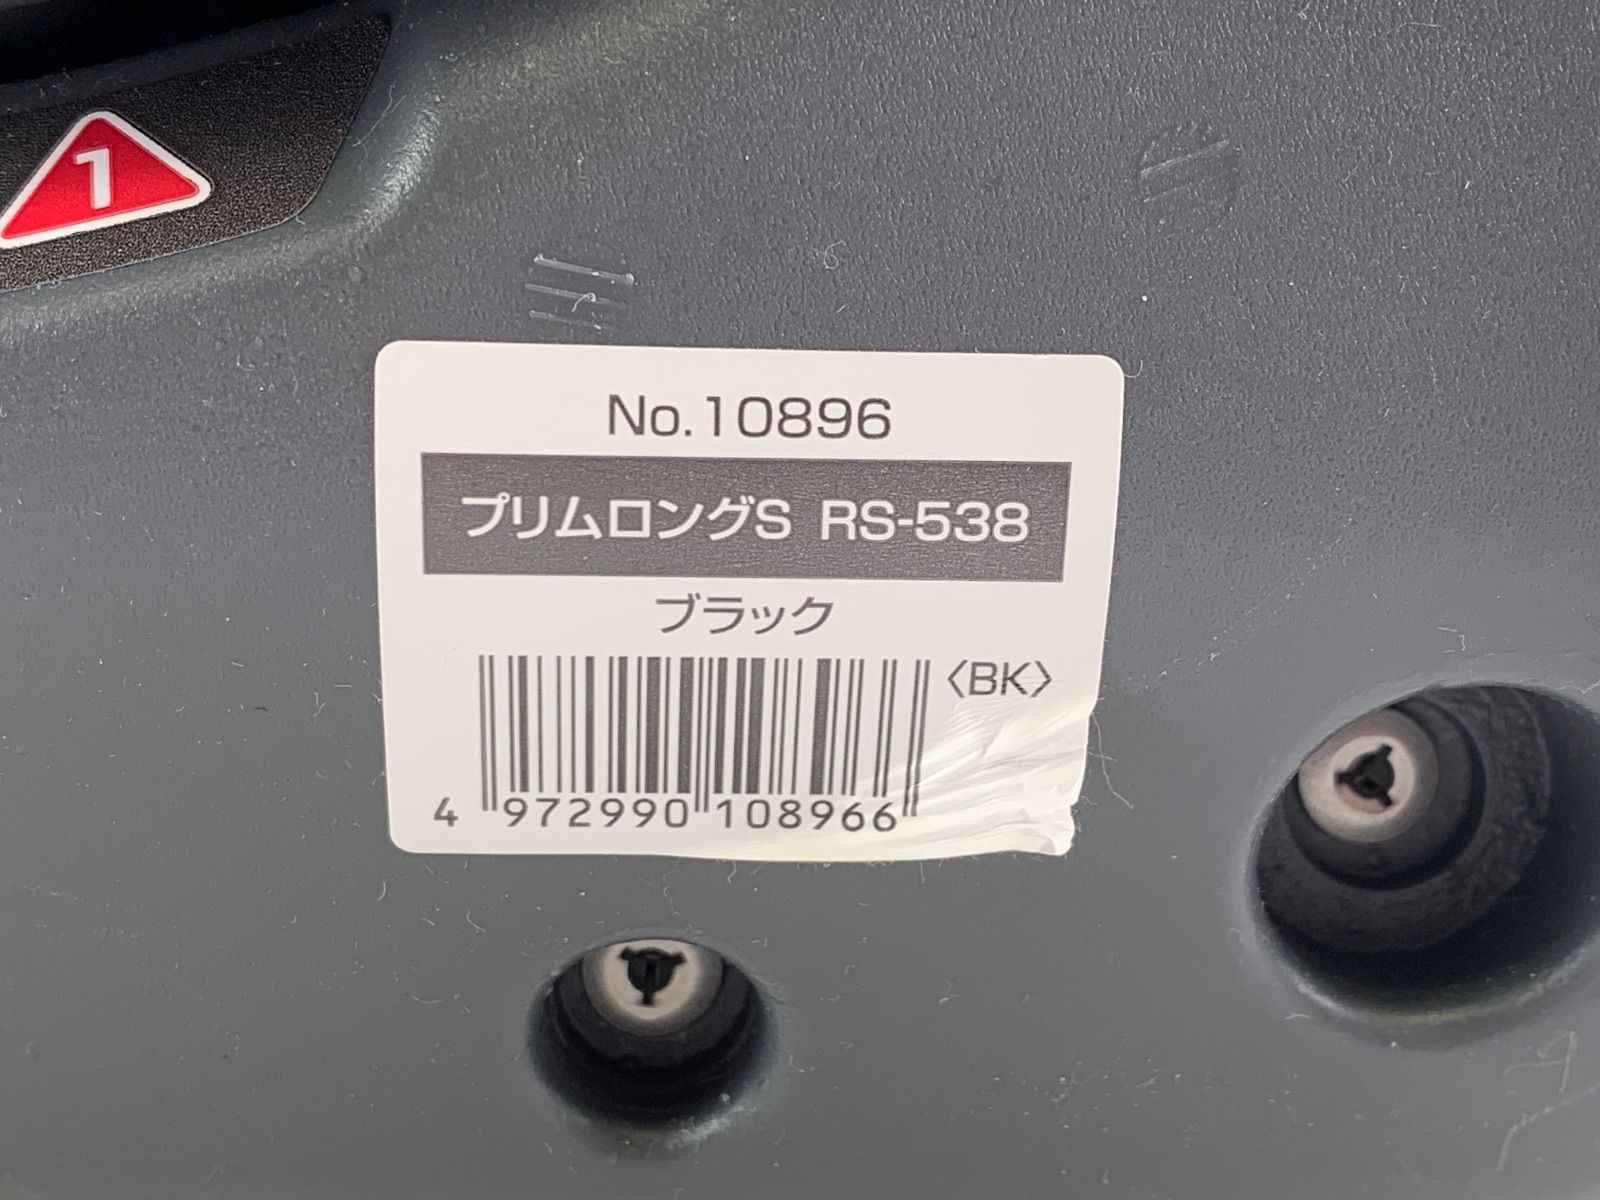 1
No.10896
プリムロングS RS-538
ブラック
〈BK〉
4 972990 108966